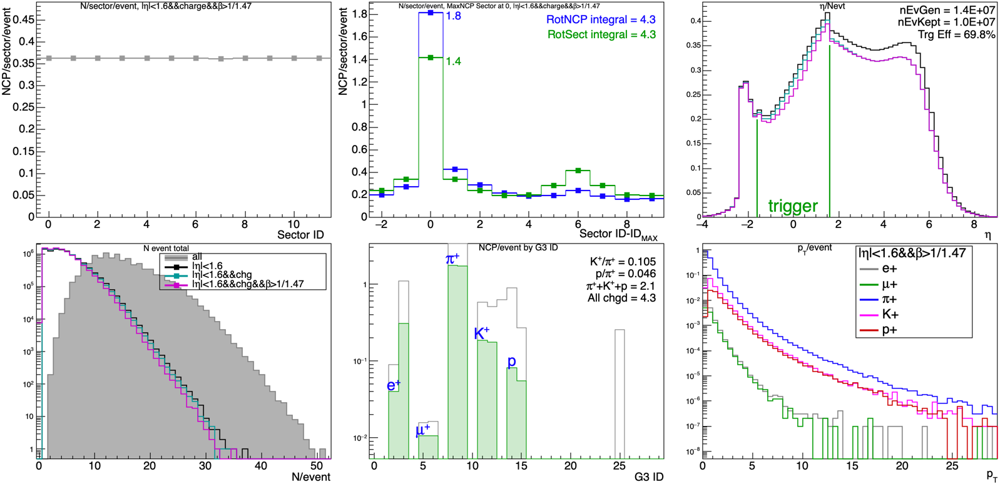 N/sector/event, |η|<1.6&&charge&&β>1/1.47
NCP/sector/event
0.45
0.4
0.35
0.3
0.25
0.2
0.15
0.1
0.05
0
0 2 4 6 8 10
Sector ID
N/sector/event, MaxNCP Sector at 0, |η|<1.6&&charge&&β>1/1.47
NCP/sector/event
RotNCP integral = 4.3
RotSect integral = 4.3
1.8
1.4
1.8
1.6
1.4
1.2
1
0.8
0.6
0.4
0.2
0
−2 0 2 4 6 8
Sector ID-ID_MAX
η/Nevt
nEvGen = 1.4E+07
nEvKept = 1.0E+07
Trg Eff = 69.8%
0.4
0.35
0.3
0.25
0.2
0.15
0.1
0.05
0
trigger
−4 −2 0 2 4 6 8
η
N event total
all
|η|<1.6
|η|<1.6&&chg
|η|<1.6&&chg&&β>1/1.47
10^6
10^5
10^4
10^3
10^2
10
1
0 10 20 30 40 50
N/event
NCP/event by G3 ID
K+/π+ = 0.105
p/π+ = 0.046
π++K++p = 2.1
All chgd = 4.3
1
10^−1
10^−2
e+
μ+
π+
K+
p
0 5 10 15 20 25
G3 ID
p_T/event
|η|<1.6&&β>1/1.47
e+
μ+
π+
K+
p+
1
10^−1
10^−2
10^−3
10^−4
10^−5
10^−6
10^−7
10^−8
0 5 10 15 20 25
p_T